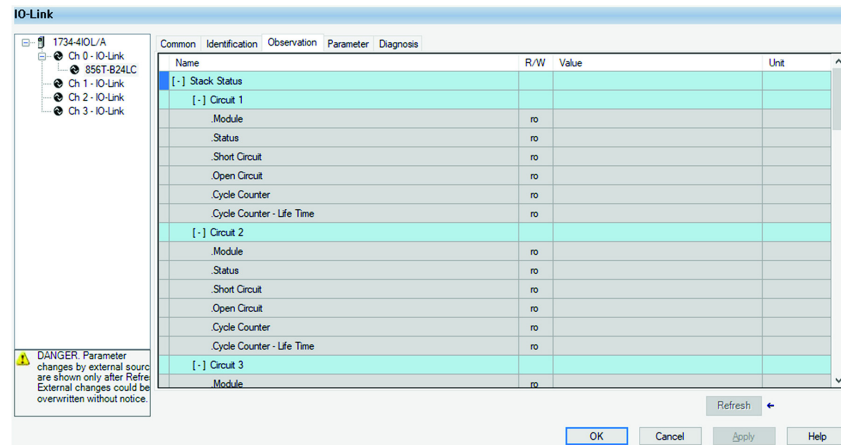 IO-Link
1734-4IOL/A
Ch 0 - IO-Link
856T-B24LC
Ch 1 - IO-Link
Ch 2 - IO-Link
Ch 3 - IO-Link
DANGER. Parameter
changes by external sourc
are shown only after Refre
External changes could be
overwritten without notice.
Common Identification Observation Parameter Diagnosis
Name R/W Value Unit
[-] Stack Status
[-] Circuit 1
.Module ro
.Status ro
.Short Circuit ro
.Open Circuit ro
.Cycle Counter ro
.Cycle Counter - Life Time ro
[-] Circuit 2
.Module ro
.Status ro
.Short Circuit ro
.Open Circuit ro
.Cycle Counter ro
.Cycle Counter - Life Time ro
[-] Circuit 3
.Module ro
Refresh
OK Cancel Apply Help